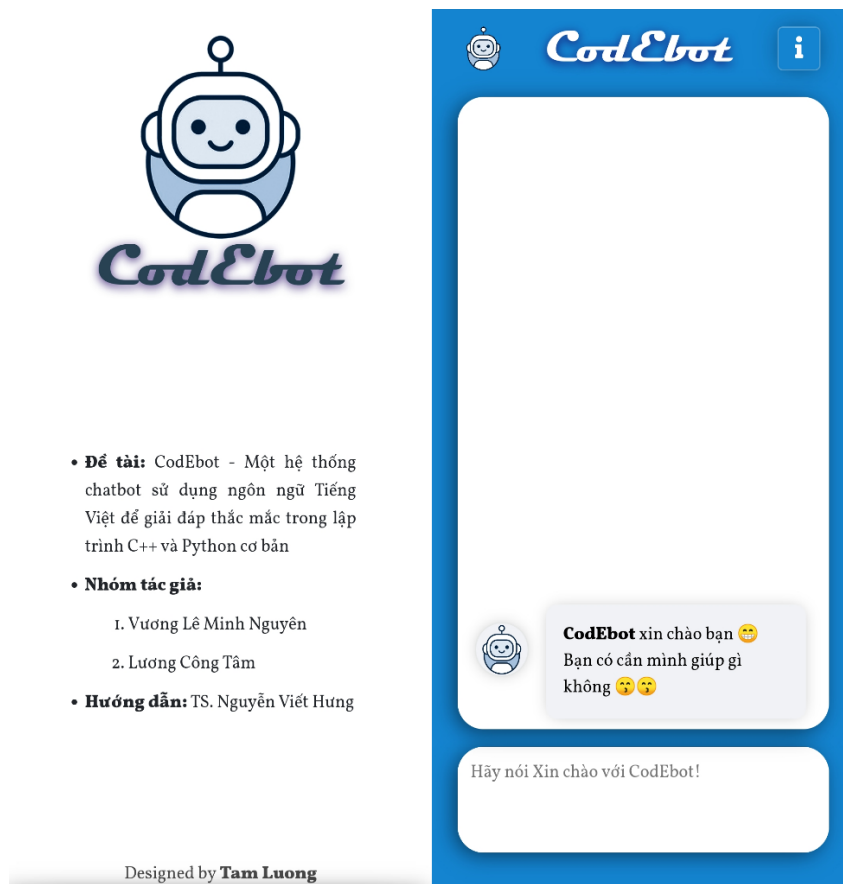 CodEbot
• Đề tài: CodEbot - Một hệ thống
chatbot sử dụng ngôn ngữ Tiếng
Việt để giải đáp thắc mắc trong lập
trình C++ và Python cơ bản
• Nhóm tác giả:
1. Vương Lê Minh Nguyên
2. Lương Công Tâm
• Hướng dẫn: TS. Nguyễn Viết Hưng
Designed by Tam Luong
CodEbot
i
CodEbot xin chào bạn 😁
Bạn có cần mình giúp gì
không 😙😙
Hãy nói Xin chào với CodEbot!